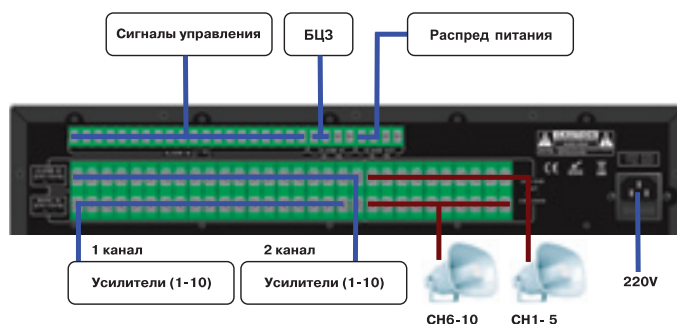 Сигналы управления
БЦЗ
Распред питания
1 канал
2 канал
Усилители (1-10)
Усилители (1-10)
220V
CH6-10
CH1- 5